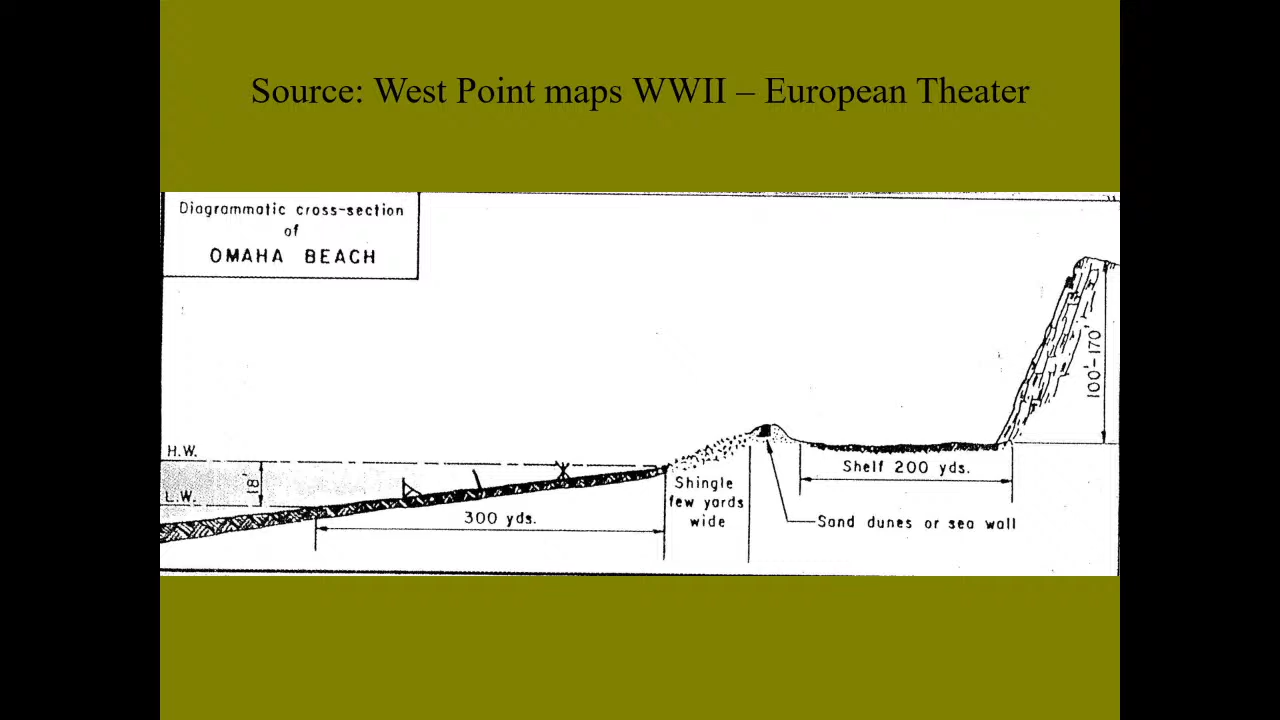 Source: West Point maps WWII – European Theater
Diagrammatic cross-section
of
OMAHA BEACH
H.W.
L.W.
18'
300 yds.
Shingle
few yards
wide
Shelf 200 yds.
Sand dunes or sea wall
100'-170'